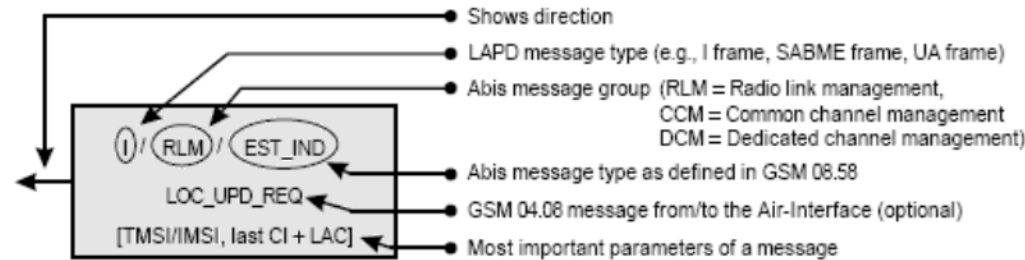 Shows direction
LAPD message type (e.g., I frame, SABME frame, UA frame)
Abis message group (RLM = Radio link management,
CCM = Common channel management
DCM = Dedicated channel management)
I / RLM / EST_IND
Abis message type as defined in GSM 08.58
LOC_UPD_REQ
GSM 04.08 message from/to the Air-Interface (optional)
[TMSI/IMSI, last CI + LAC]
Most important parameters of a message